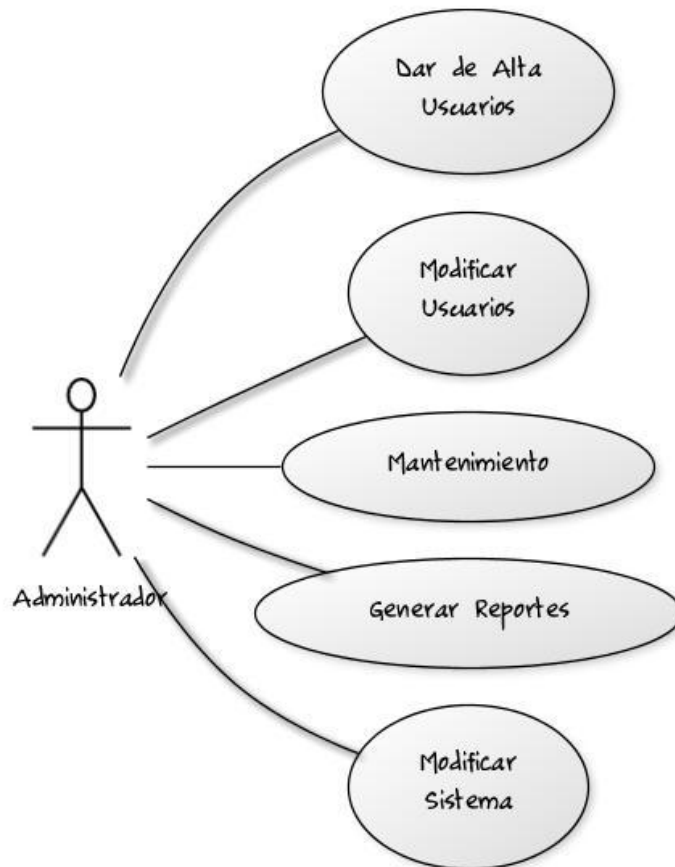 Dar de Alta
Usuarios
Modificar
Usuarios
Mantenimiento
Administrador
Generar Reportes
Modificar
Sistema